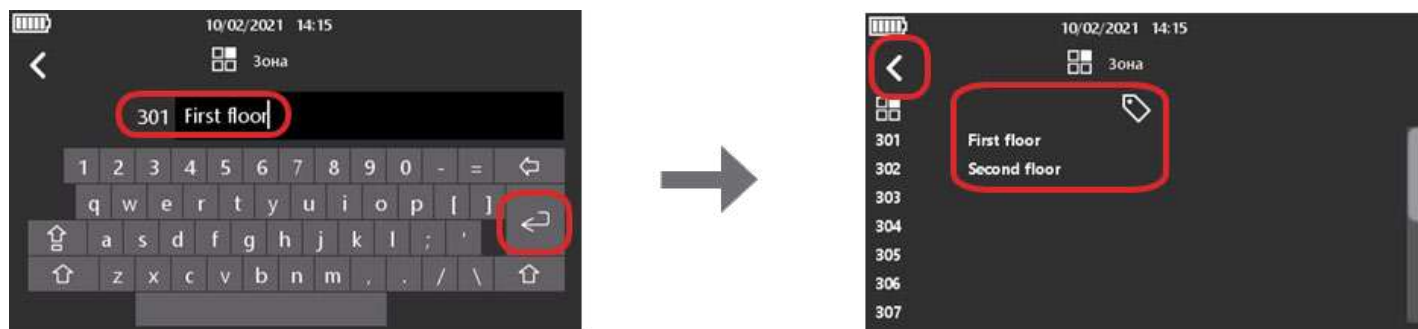 10/02/2021 14:15
Зона
301 First floor
1 2 3 4 5 6 7 8 9 0 - =
q w e r t y u i o p [ ]
a s d f g h j k l ; '
z x c v b n m , . / \
10/02/2021 14:15
Зона
301 First floor
302 Second floor
303
304
305
306
307